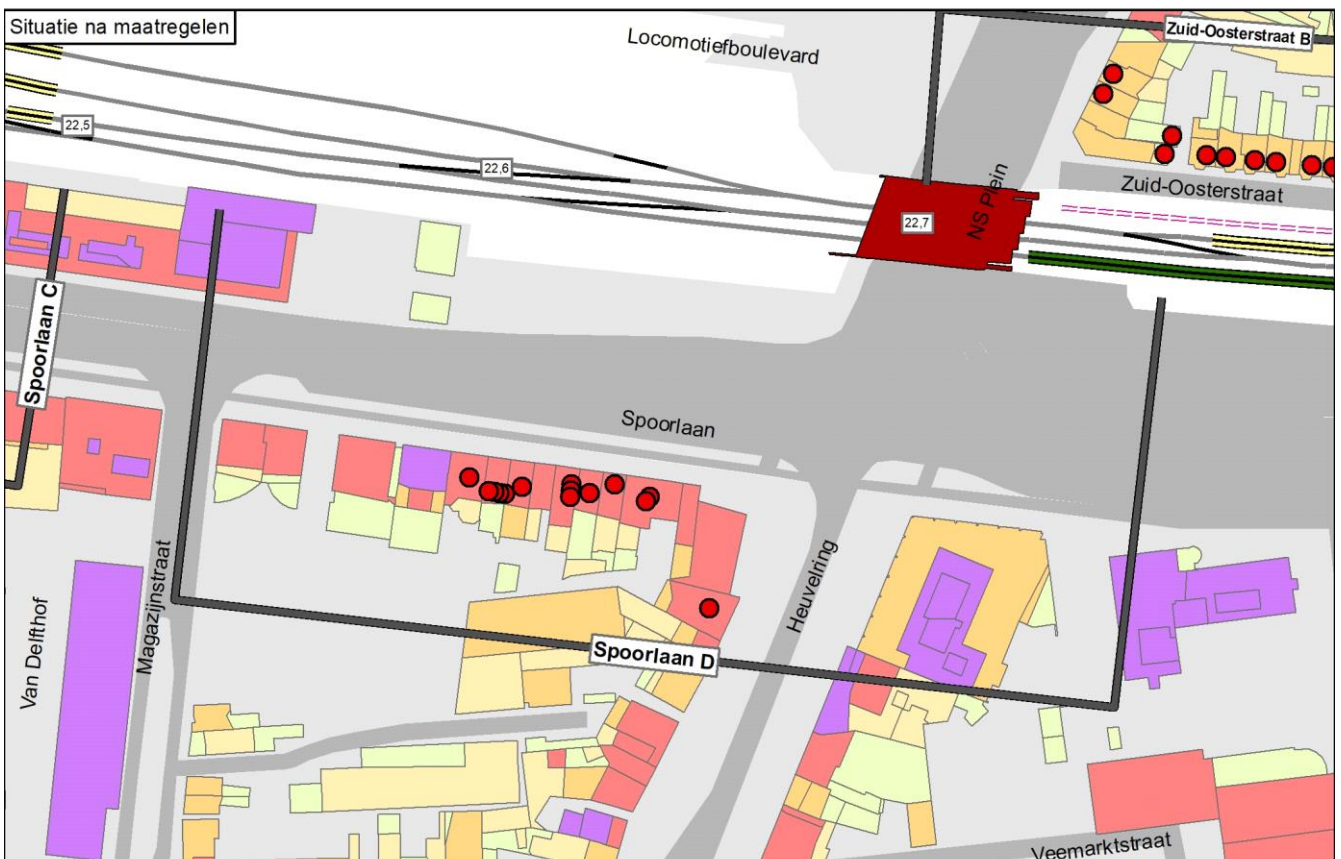 Situatie na maatregelen
Locomotiefboulevard
Zuid-Oosterstraat B
22,5
22,6
Zuid-Oosterstraat
NS Plein
22,7
Spoorlaan C
Spoorlaan
Magazijnstraat
Heuvelring
Van Delfthof
Spoorlaan D
Veemarktstraat